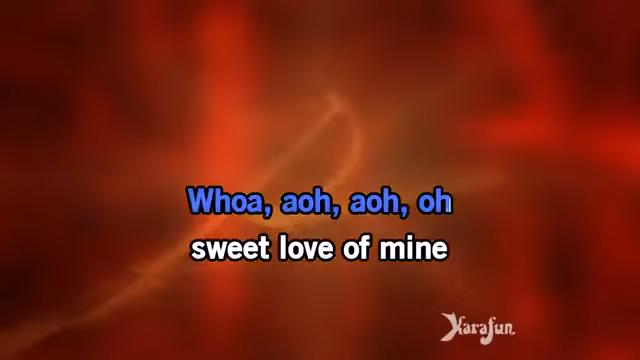 Whoa, aoh, aoh, oh
sweet love of mine
Karafun